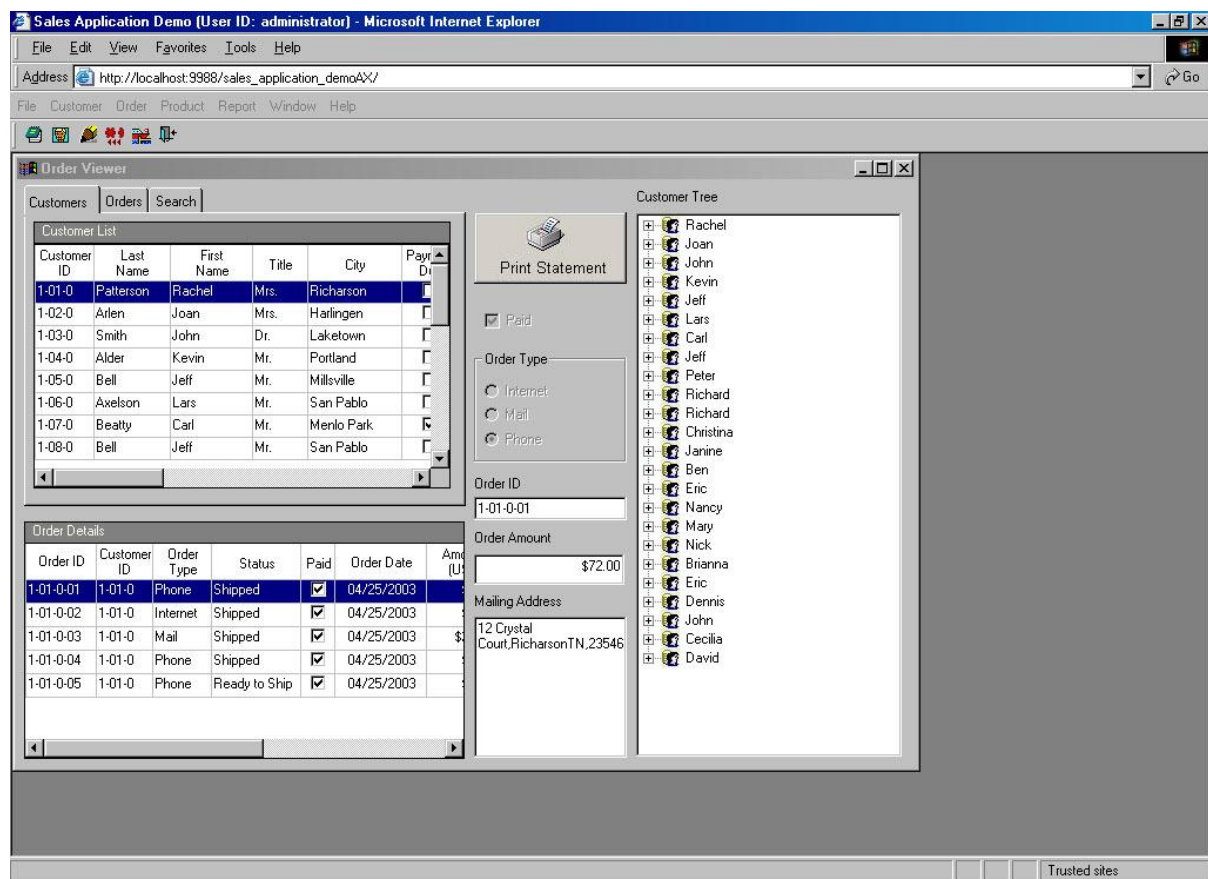 Sales Application Demo (User ID: administrator) - Microsoft Internet Explorer
File Edit View Favorites Tools Help
Address http://localhost:9988/sales_application_demoAX/ Go
File Customer Order Product Report Window Help
Order Viewer
Customers Orders Search
Customer List
Customer ID Last Name First Name Title City
1-01-0 Patterson Rachel Mrs. Richarson
1-02-0 Arlen Joan Mrs. Harlingen
1-03-0 Smith John Dr. Laketown
1-04-0 Alder Kevin Mr. Portland
1-05-0 Bell Jeff Mr. Millsville
1-06-0 Axelson Lars Mr. San Pablo
1-07-0 Beatty Carl Mr. Menlo Park
1-08-0 Bell Jeff Mr. San Pablo
Order Details
Order ID Customer ID Order Type Status Paid Order Date
1-01-0-01 1-01-0 Phone Shipped 04/25/2003
1-01-0-02 1-01-0 Internet Shipped 04/25/2003
1-01-0-03 1-01-0 Mail Shipped 04/25/2003
1-01-0-04 1-01-0 Phone Shipped 04/25/2003
1-01-0-05 1-01-0 Phone Ready to Ship 04/25/2003
Print Statement
Paid
Order Type
Internet
Mail
Phone
Order ID
1-01-0-01
Order Amount
$72.00
Mailing Address
12 Crystal
Court,RicharsonTN,23546
Customer Tree
Rachel
Joan
John
Kevin
Jeff
Lars
Carl
Jeff
Peter
Richard
Richard
Christina
Janine
Ben
Eric
Nancy
Mary
Nick
Brianna
Eric
Dennis
John
Cecilia
David
Trusted sites